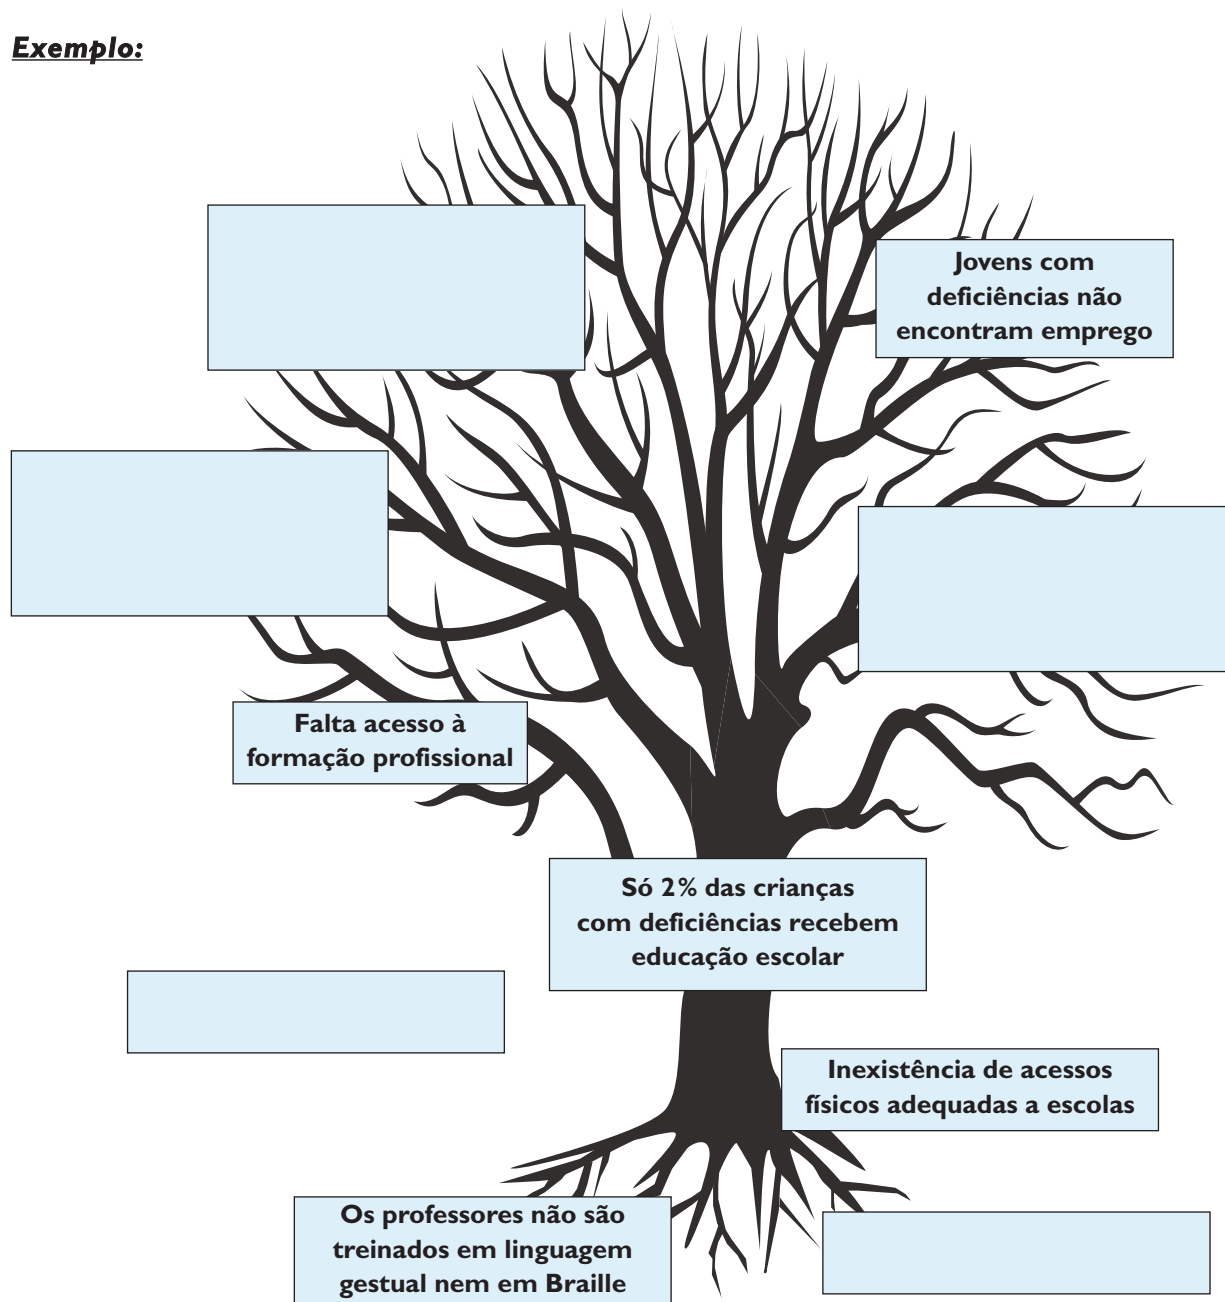 Exemplo:
Jovens com
deficiências não
encontram emprego
Falta acesso à
formação profissional
Só 2% das crianças
com deficiências recebem
educação escolar
Inexistência de acessos
físicos adequadas a escolas
Os professores não são
treinados em linguagem
gestual nem em Braille